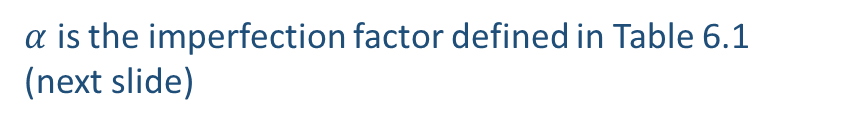 α is the imperfection factor defined in Table 6.1
(next slide)